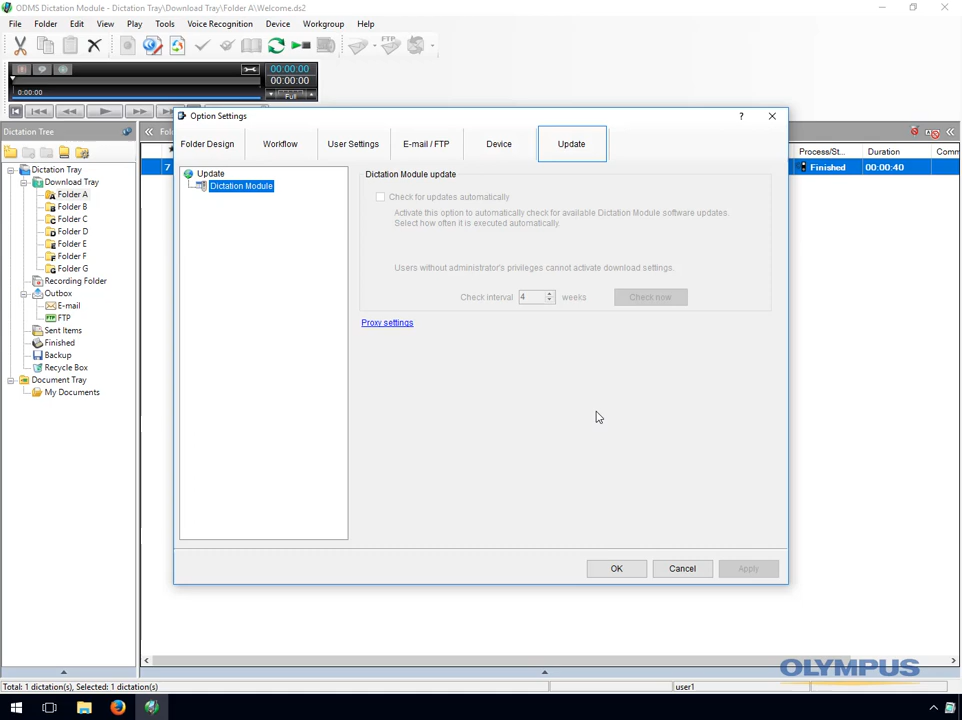 ODMS Dictation Module - Dictation Tray\Download Tray\Folder A\Welcome.ds2
File Folder Edit View Play Tools Voice Recognition Device Workgroup Help
FTP
00:00:00
00:00:00
0:00:00
Full
Option Settings
?
Dictation Tree
Folder Design Workflow User Settings E-mail / FTP Device Update
Process/St... Duration Comm
7 Finished 00:00:40
Dictation Tray
Download Tray
Folder A
Folder B
Folder C
Folder D
Folder E
Folder F
Folder G
Recording Folder
Outbox
E-mail
FTP FTP
Sent Items
Finished
Backup
Recycle Box
Document Tray
My Documents
Update
Dictation Module
Dictation Module update
Check for updates automatically
Activate this option to automatically check for available Dictation Module software updates.
Select how often it is executed automatically.
Users without administrator's privileges cannot activate download settings.
Check interval 4 weeks Check now
Proxy settings
OK Cancel Apply
OLYMPUS
Total: 1 dictation(s), Selected: 1 dictation(s) user1